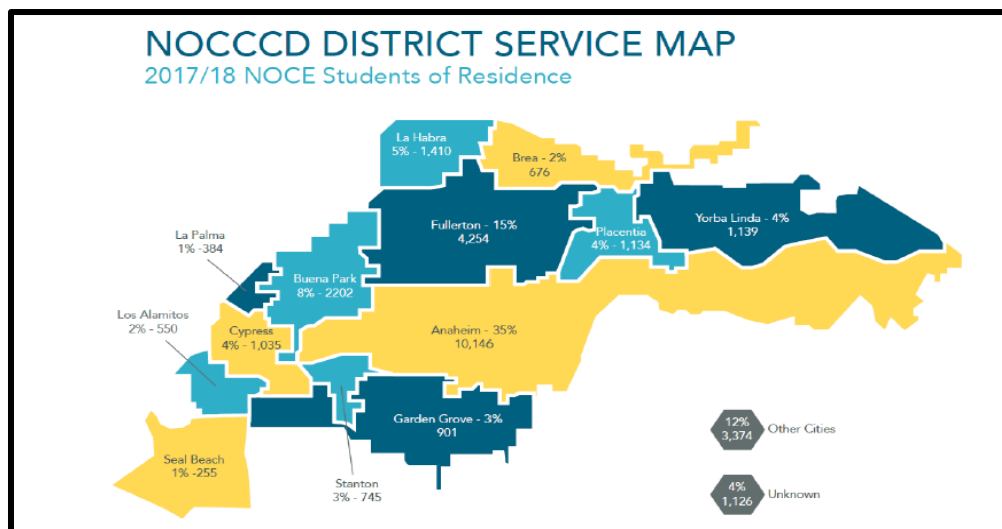 NOCCCD DISTRICT SERVICE MAP
2017/18 NOCE Students of Residence
La Habra
5% - 1,410
Brea - 2%
676
Fullerton - 15%
4,254
Placentia
4% - 1,134
Yorba Linda - 4%
1,139
La Palma
1% -384
Buena Park
8% - 2202
Los Alamitos
2% - 550
Cypress
4% - 1,035
Anaheim - 35%
10,146
Garden Grove - 3%
901
Seal Beach
1% -255
Stanton
3% - 745
12%
3,374
Other Cities
4%
1,126
Unknown